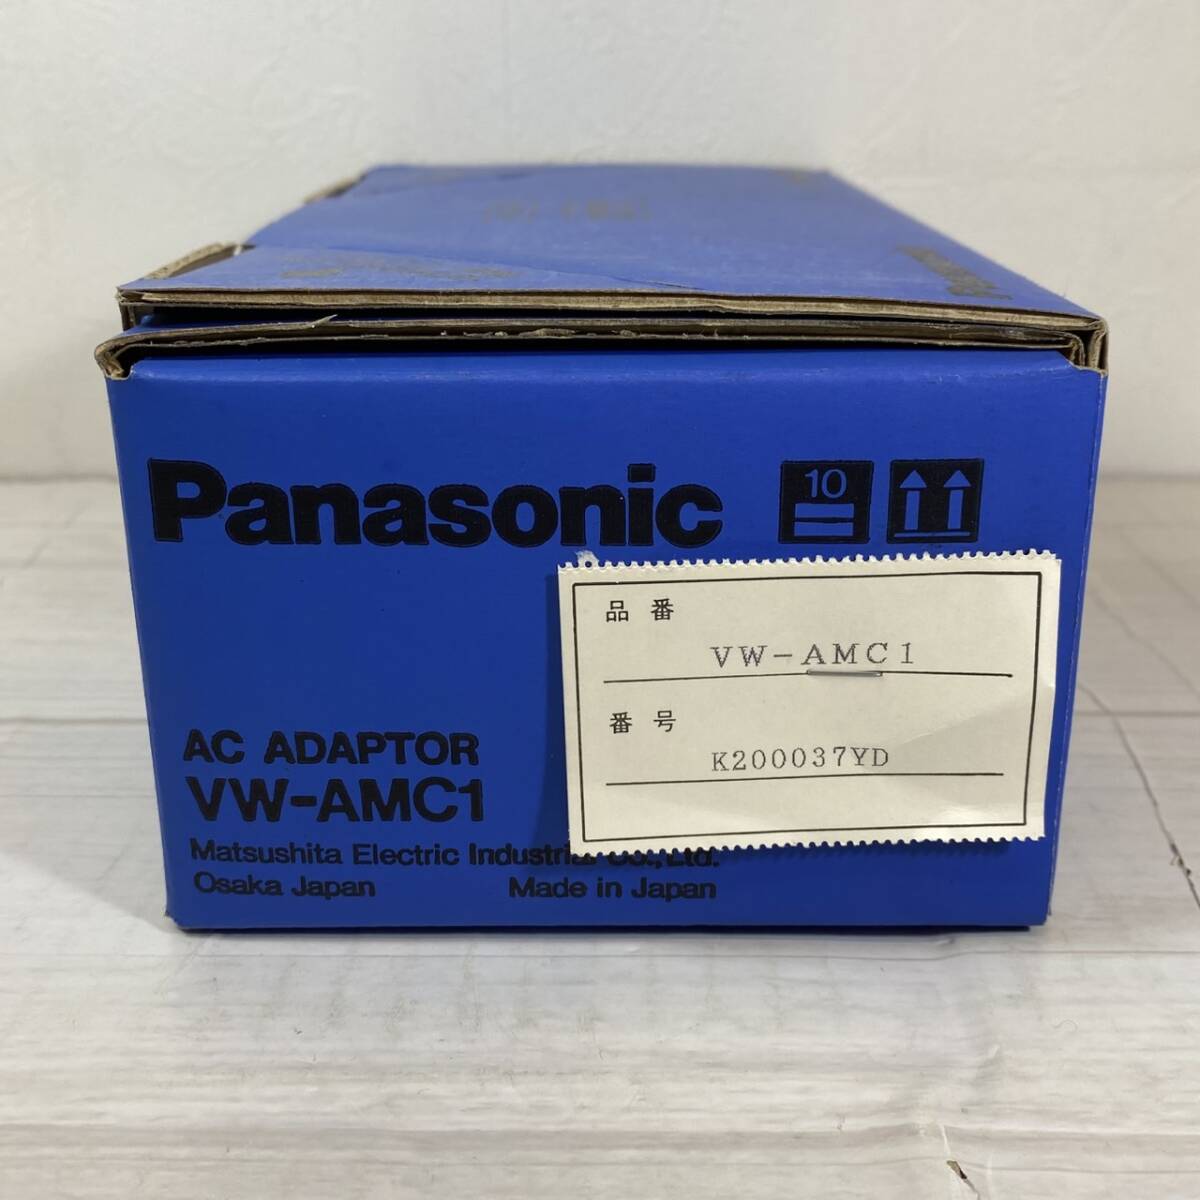 Panasonic
10
品番
VW-AMC1
番号
K200037YD
AC ADAPTOR
VW-AMC1
Matsushita Electric Industrial Co., Ltd.
Osaka Japan Made in Japan